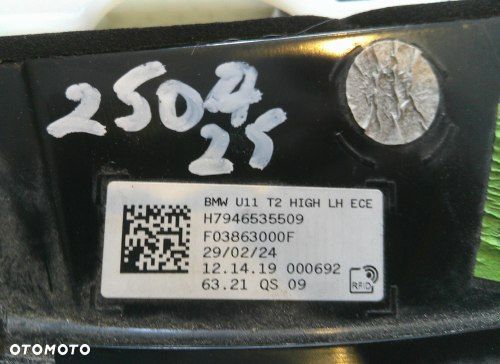 2504
25
BMW U11 T2 HIGH LH ECE
H7946535509
F03863000F
29/02/24
12.14.19 000692
63.21 QS 09
RFID
OTOMOTO